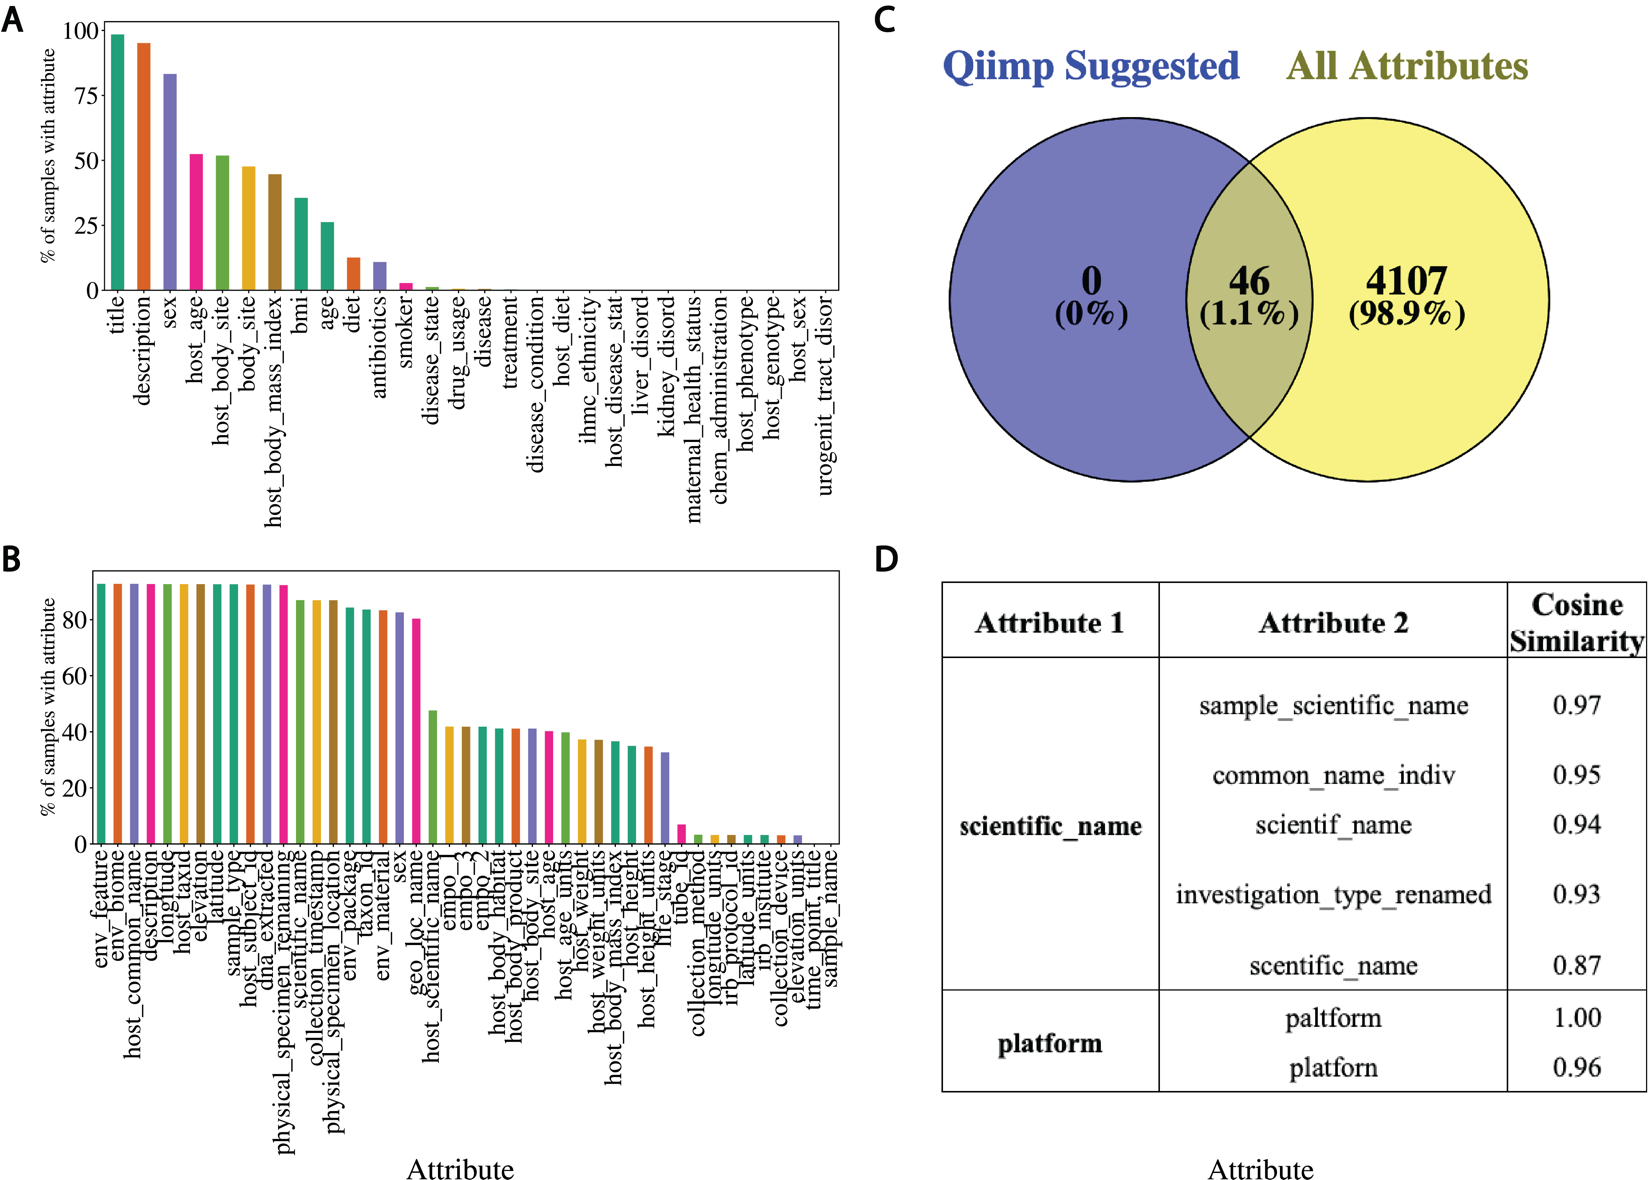 A
% of samples with attribute
100
75
50
25
0
title
description
sex
host_age
host_body_site
body_site
host_body_mass_index
bmi
age
diet
antibiotics
smoker
disease_state
drug_usage
disease
treatment
disease_condition
host_diet
ihmc_ethnicity
host_disease_stat
liver_disord
kidney_disord
maternal_health_status
chem_administration
host_phenotype
host_genotype
host_sex
urogenit_tract_disor
B
% of samples with attribute
80
60
40
20
0
env_feature
env_biome
host_common_name
description
longitude
host_taxid
elevation
latitude
sample_type
host_subject_id
dna_extracted
physical_specimen_remaining
scientific_name
collection_timestamp
physical_specimen_location
env_package
taxon_id
env_material
sex
geo_loc_name
host_scientific_name
empo_1
empo_3
empo_2
host_body_habitat
host_body_product
host_body_site
host_age
host_age_units
host_weight
host_weight_units
host_body_mass_index
host_height
host_height_units
life_stage
tube_id
collection_method
longitude_units
irb_protocol_id
latitude_units
irb_institute
collection_device
elevation_units
time_point_title
sample_name
Attribute
C
Qiimp Suggested All Attributes
0 46 4107
(0%) (1.1%) (98.9%)
D
Attribute 1 Attribute 2 Cosine
Similarity
sample_scientific_name 0.97
common_name_indiv 0.95
scientific_name scientif_name 0.94
investigation_type_renamed 0.93
scentific_name 0.87
platform paltform 1.00
platforn 0.96
Attribute